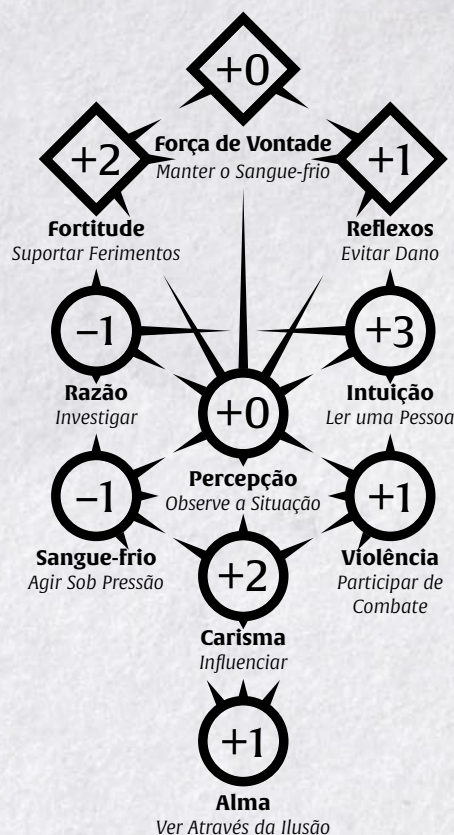 +0
Força de Vontade
Manter o Sangue-frio
+2
Fortitude
Suportar Ferimentos
+1
Reflexos
Evitar Dano
−1
Razão
Investigar
+3
Intuição
Ler uma Pessoa
+0
Percepção
Observe a Situação
−1
Sangue-frio
Agir Sob Pressão
+1
Violência
Participar de
Combate
+2
Carisma
Influenciar
+1
Alma
Ver Através da Ilusão